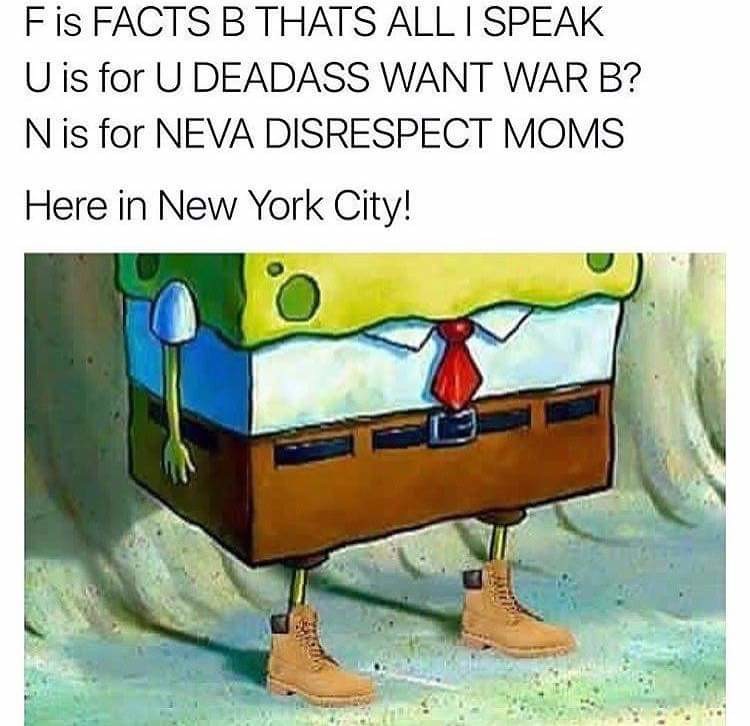 F is FACTS B THATS ALL I SPEAK
U is for U DEADASS WANT WAR B?
N is for NEVA DISRESPECT MOMS
Here in New York City!